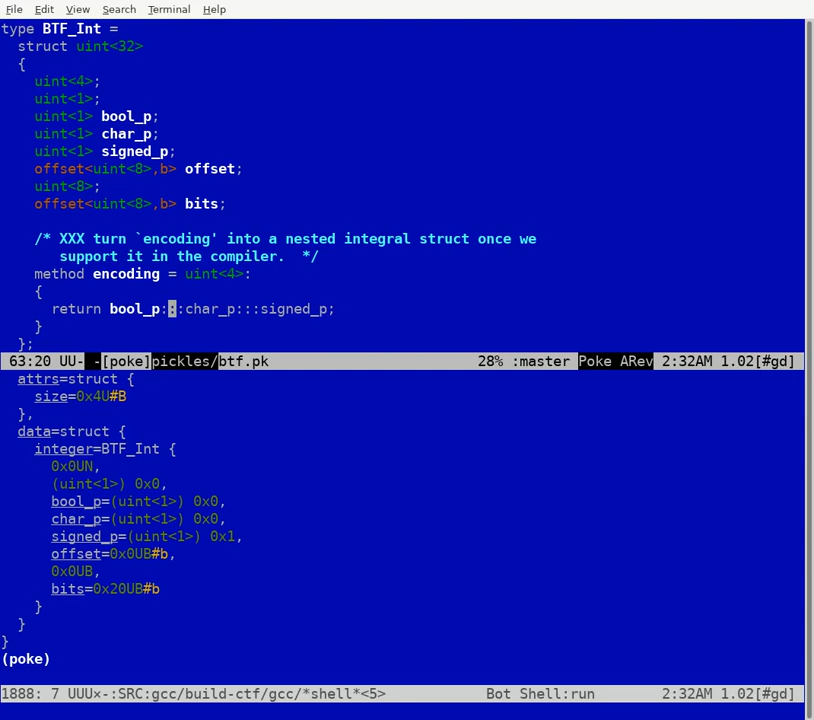 File Edit View Search Terminal Help
type BTF_Int =
  struct uint<32>
  {
    uint<4>;
    uint<1>;
    uint<1> bool_p;
    uint<1> char_p;
    uint<1> signed_p;
    offset<uint<8>,b> offset;
    uint<8>;
    offset<uint<8>,b> bits;
    /* XXX turn `encoding' into a nested integral struct once we
       support it in the compiler.  */
    method encoding = uint<4>:
    {
      return bool_p:::char_p:::signed_p;
    }
  };
63:20 UU- -[poke]pickles/btf.pk 28% :master Poke ARev 2:32AM 1.02[#gd]
  attrs=struct {
    size=0x4U#B
  },
  data=struct {
    integer=BTF_Int {
      0x0UN,
      (uint<1>) 0x0,
      bool_p=(uint<1>) 0x0,
      char_p=(uint<1>) 0x0,
      signed_p=(uint<1>) 0x1,
      offset=0x0UB#b,
      0x0UB,
      bits=0x20UB#b
    }
  }
}
(poke)
1888: 7 UUU×-:SRC:gcc/build-ctf/gcc/*shell*<5> Bot Shell:run 2:32AM 1.02[#gd]